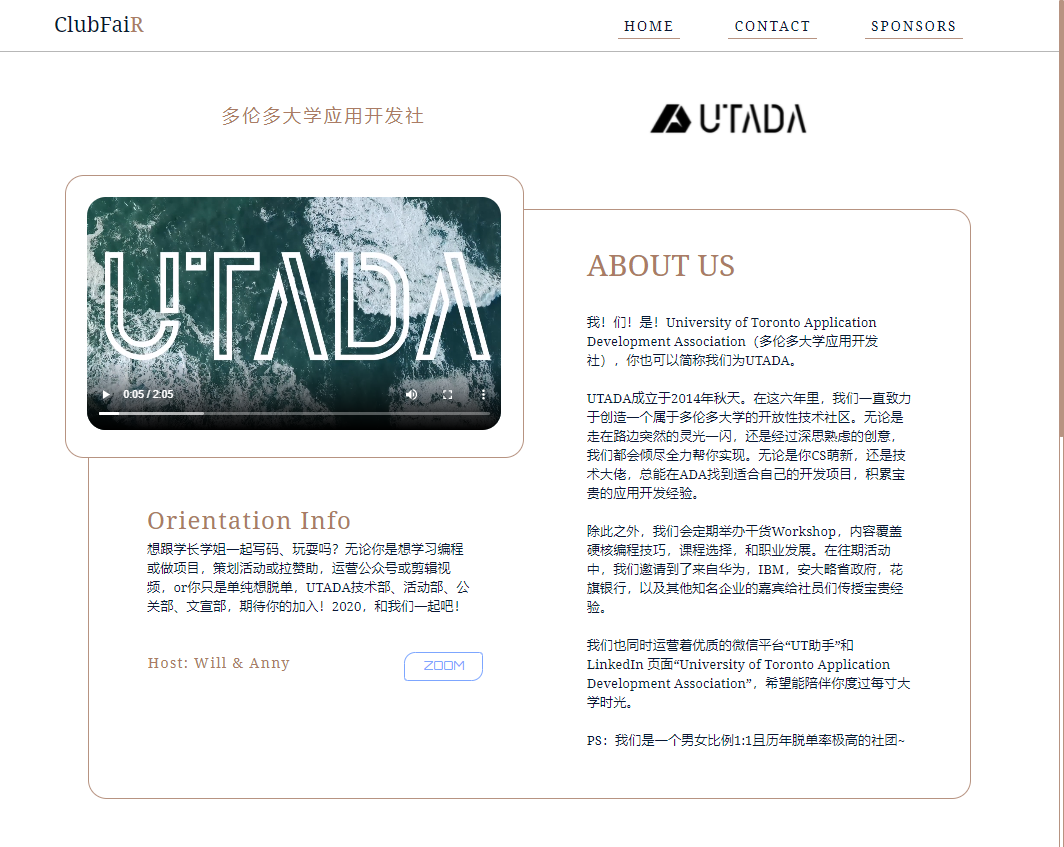 ClubFaiR
HOME
CONTACT
SPONSORS
多伦多大学应用开发社
UTADA
UTADA
0:05 / 2:05
ABOUT US
我！们！是！University of Toronto Application
Development Association（多伦多大学应用开发
社），你也可以简称我们为UTADA。
UTADA成立于2014年秋天。在这六年里，我们一直致力
于创造一个属于多伦多大学的开放性技术社区。无论是
走在路边突然的灵光一闪，还是经过深思熟虑的创意，
我们都会倾尽全力帮你实现。无论是你CS萌新，还是技
术大佬，总能在ADA找到适合自己的开发项目，积累宝
贵的应用开发经验。
除此之外，我们会定期举办干货Workshop，内容覆盖
硬核编程技巧，课程选择，和职业发展。在往期活动
中，我们邀请到了来自华为，IBM，安大略省政府，花
旗银行，以及其他知名企业的嘉宾给社员们传授宝贵经
验。
我们也同时运营着优质的微信平台“UT助手”和
LinkedIn 页面“University of Toronto Application
Development Association”，希望能陪伴你度过每寸大
学时光。
PS：我们是一个男女比例1:1且历年脱单率极高的社团~
Orientation Info
想跟学长学姐一起写码、玩耍吗？无论你是想学习编程
或做项目，策划活动或拉赞助，运营公众号或剪辑视
频，or你只是单纯想脱单，UTADA技术部、活动部、公
关部、文宣部，期待你的加入！2020，和我们一起吧！
Host: Will & Anny
ZOOM